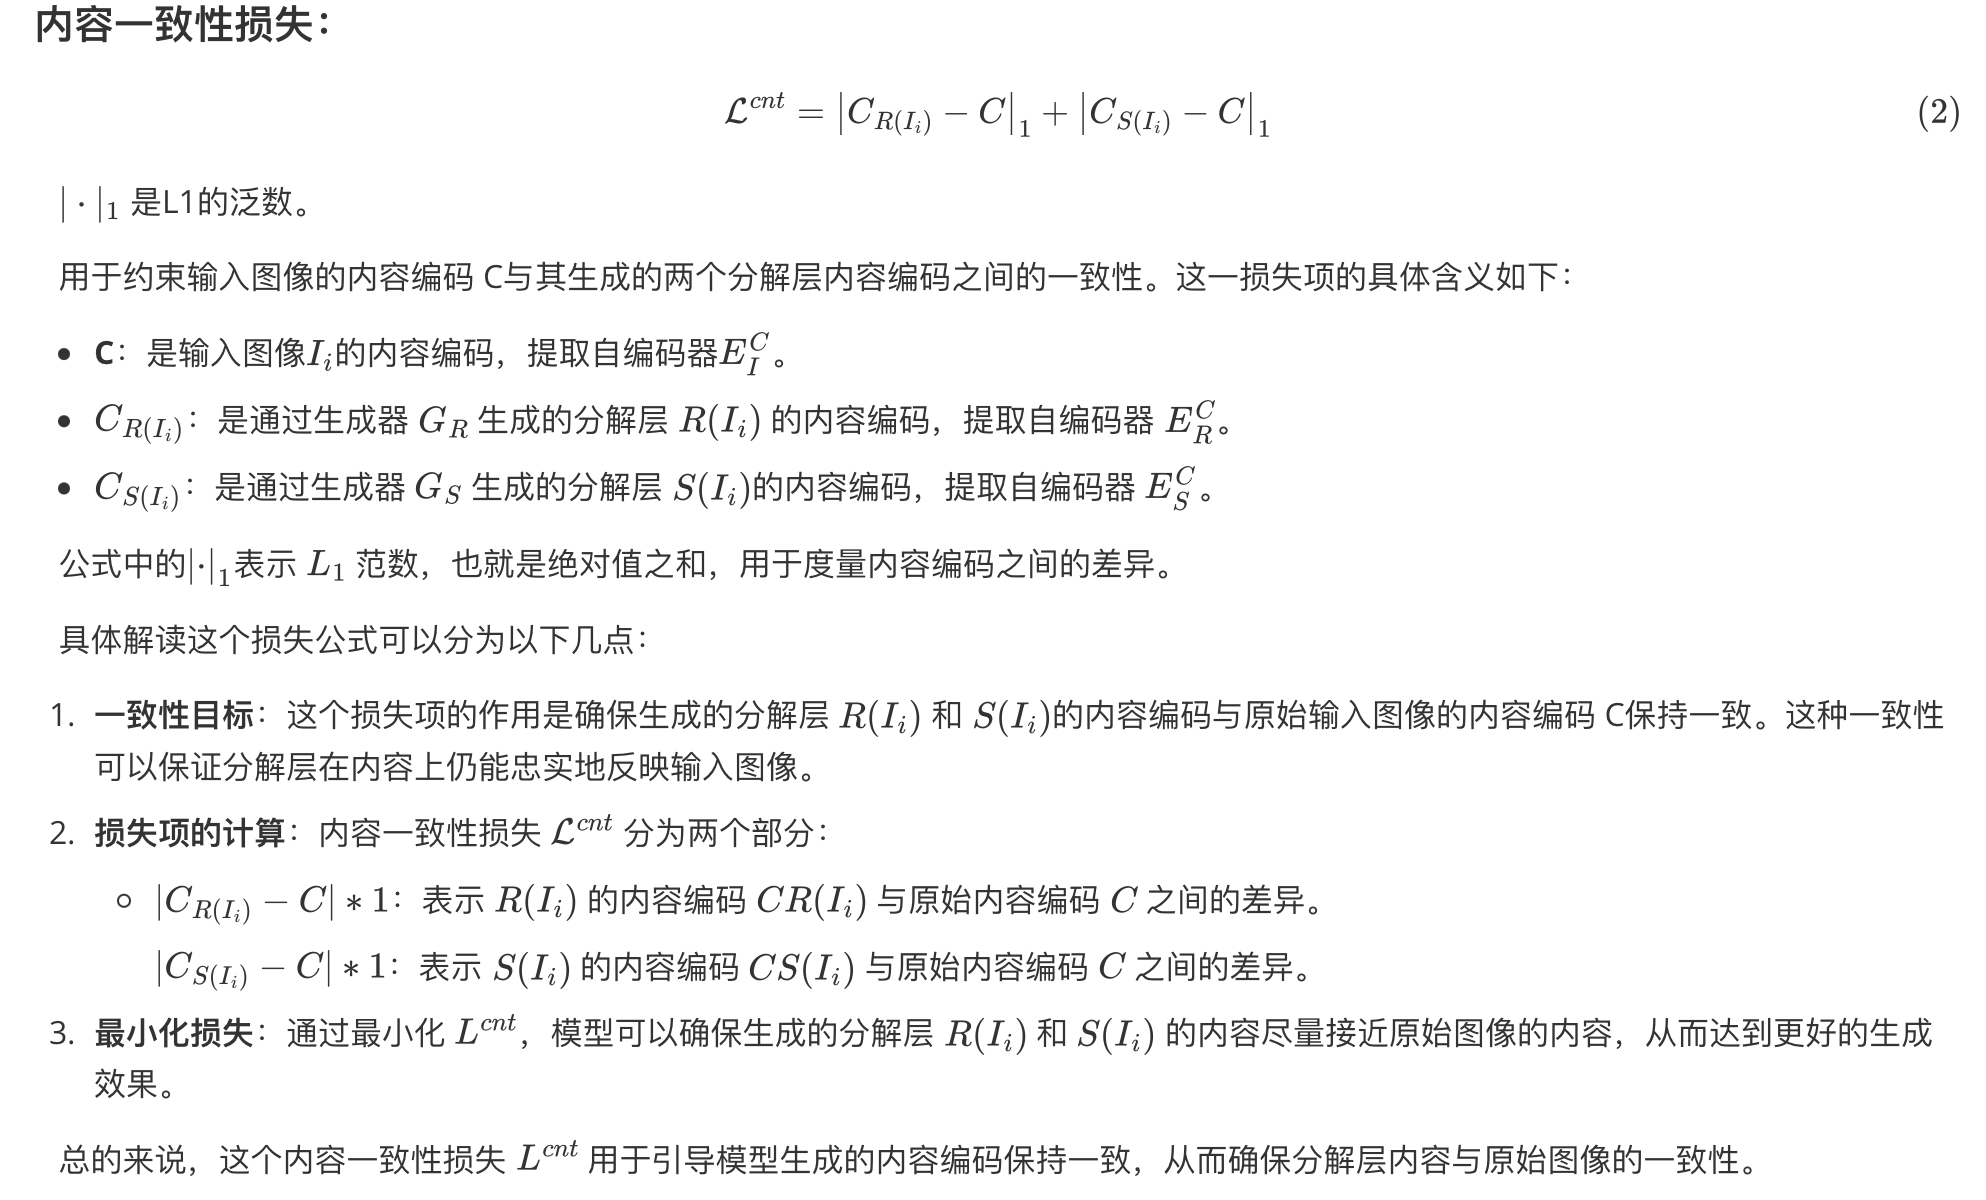 内容一致性损失：
$\mathcal{L}^{cnt} = \left|C_{R(I_i)} - C\right|_1 + \left|C_{S(I_i)} - C\right|_1$ (2)
$|\cdot|_1$ 是L1的泛数。
用于约束输入图像的内容编码 C与其生成的两个分解层内容编码之间的一致性。这一损失项的具体含义如下：
• C：是输入图像$I_i$的内容编码，提取自编码器$E_I^C$。
• $C_{R(I_i)}$：是通过生成器 $G_R$ 生成的分解层 $R(I_i)$ 的内容编码，提取自编码器 $E_R^C$。
• $C_{S(I_i)}$：是通过生成器 $G_S$ 生成的分解层 $S(I_i)$的内容编码，提取自编码器 $E_S^C$。
公式中的$|\cdot|_1$表示 $L_1$ 范数，也就是绝对值之和，用于度量内容编码之间的差异。
具体解读这个损失公式可以分为以下几点：
1. 一致性目标：这个损失项的作用是确保生成的分解层 $R(I_i)$ 和 $S(I_i)$的内容编码与原始输入图像的内容编码 C保持一致。这种一致性
可以保证分解层在内容上仍能忠实地反映输入图像。
2. 损失项的计算：内容一致性损失 $\mathcal{L}^{cnt}$ 分为两个部分：
◦ $|C_{R(I_i)} - C| * 1$：表示 $R(I_i)$ 的内容编码 $CR(I_i)$ 与原始内容编码 $C$ 之间的差异。
$|C_{S(I_i)} - C| * 1$：表示 $S(I_i)$ 的内容编码 $CS(I_i)$ 与原始内容编码 $C$ 之间的差异。
3. 最小化损失：通过最小化 $L^{cnt}$，模型可以确保生成的分解层 $R(I_i)$ 和 $S(I_i)$ 的内容尽量接近原始图像的内容，从而达到更好的生成
效果。
总的来说，这个内容一致性损失 $L^{cnt}$ 用于引导模型生成的内容编码保持一致，从而确保分解层内容与原始图像的一致性。